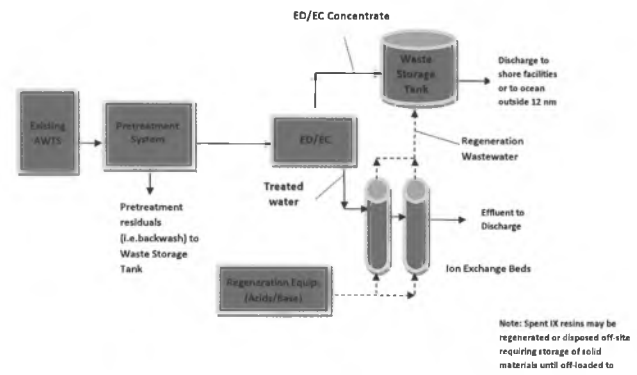 ED/EC Concentrate
Waste
Storage
Tank
Discharge to
shore facilities
or to ocean
outside 12 nm
Existing
AWTS
Pretreatment
System
ED/EC
Regeneration
Wastewater
Treated
water
Pretreatment
residuals
(i.e.backwash) to
Waste Storage
Tank
Effluent to
Discharge
Ion Exchange Beds
Regeneration Equip.
(Acids/Base)
Note: Spent IX resins may be
regenerated or disposed off-site
requiring storage of solid
materials until off-loaded to